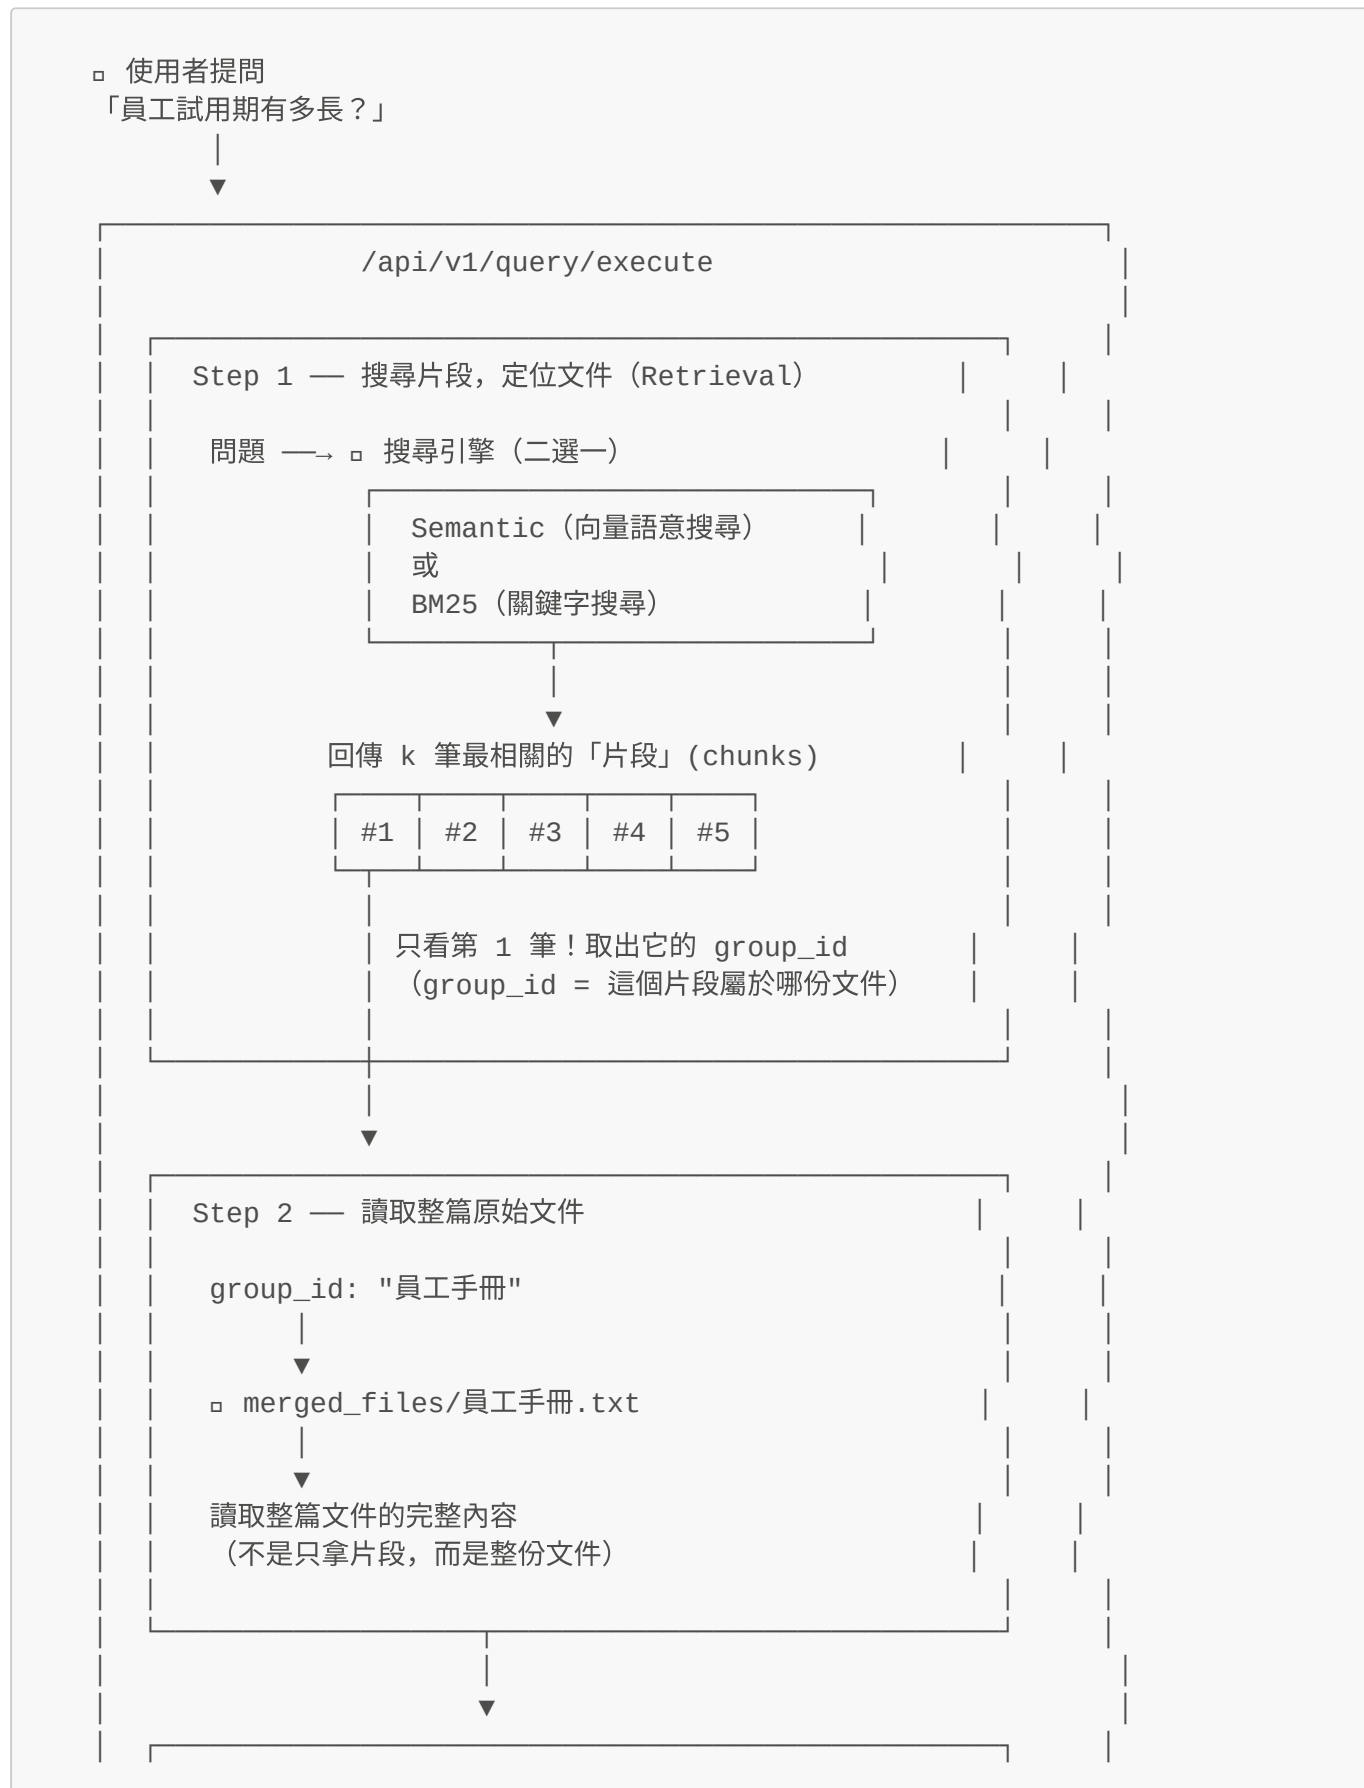 使用者提問
「員工試用期有多長？」
/api/v1/query/execute
Step 1 — 搜尋片段，定位文件（Retrieval）
問題 —→ 搜尋引擎（二選一）
Semantic（向量語意搜尋）
或
BM25（關鍵字搜尋）
回傳 k 筆最相關的「片段」(chunks)
#1 #2 #3 #4 #5
只看第 1 筆！取出它的 group_id
（group_id = 這個片段屬於哪份文件）
Step 2 — 讀取整篇原始文件
group_id: "員工手冊"
merged_files/員工手冊.txt
讀取整篇文件的完整內容
（不是只拿片段，而是整份文件）